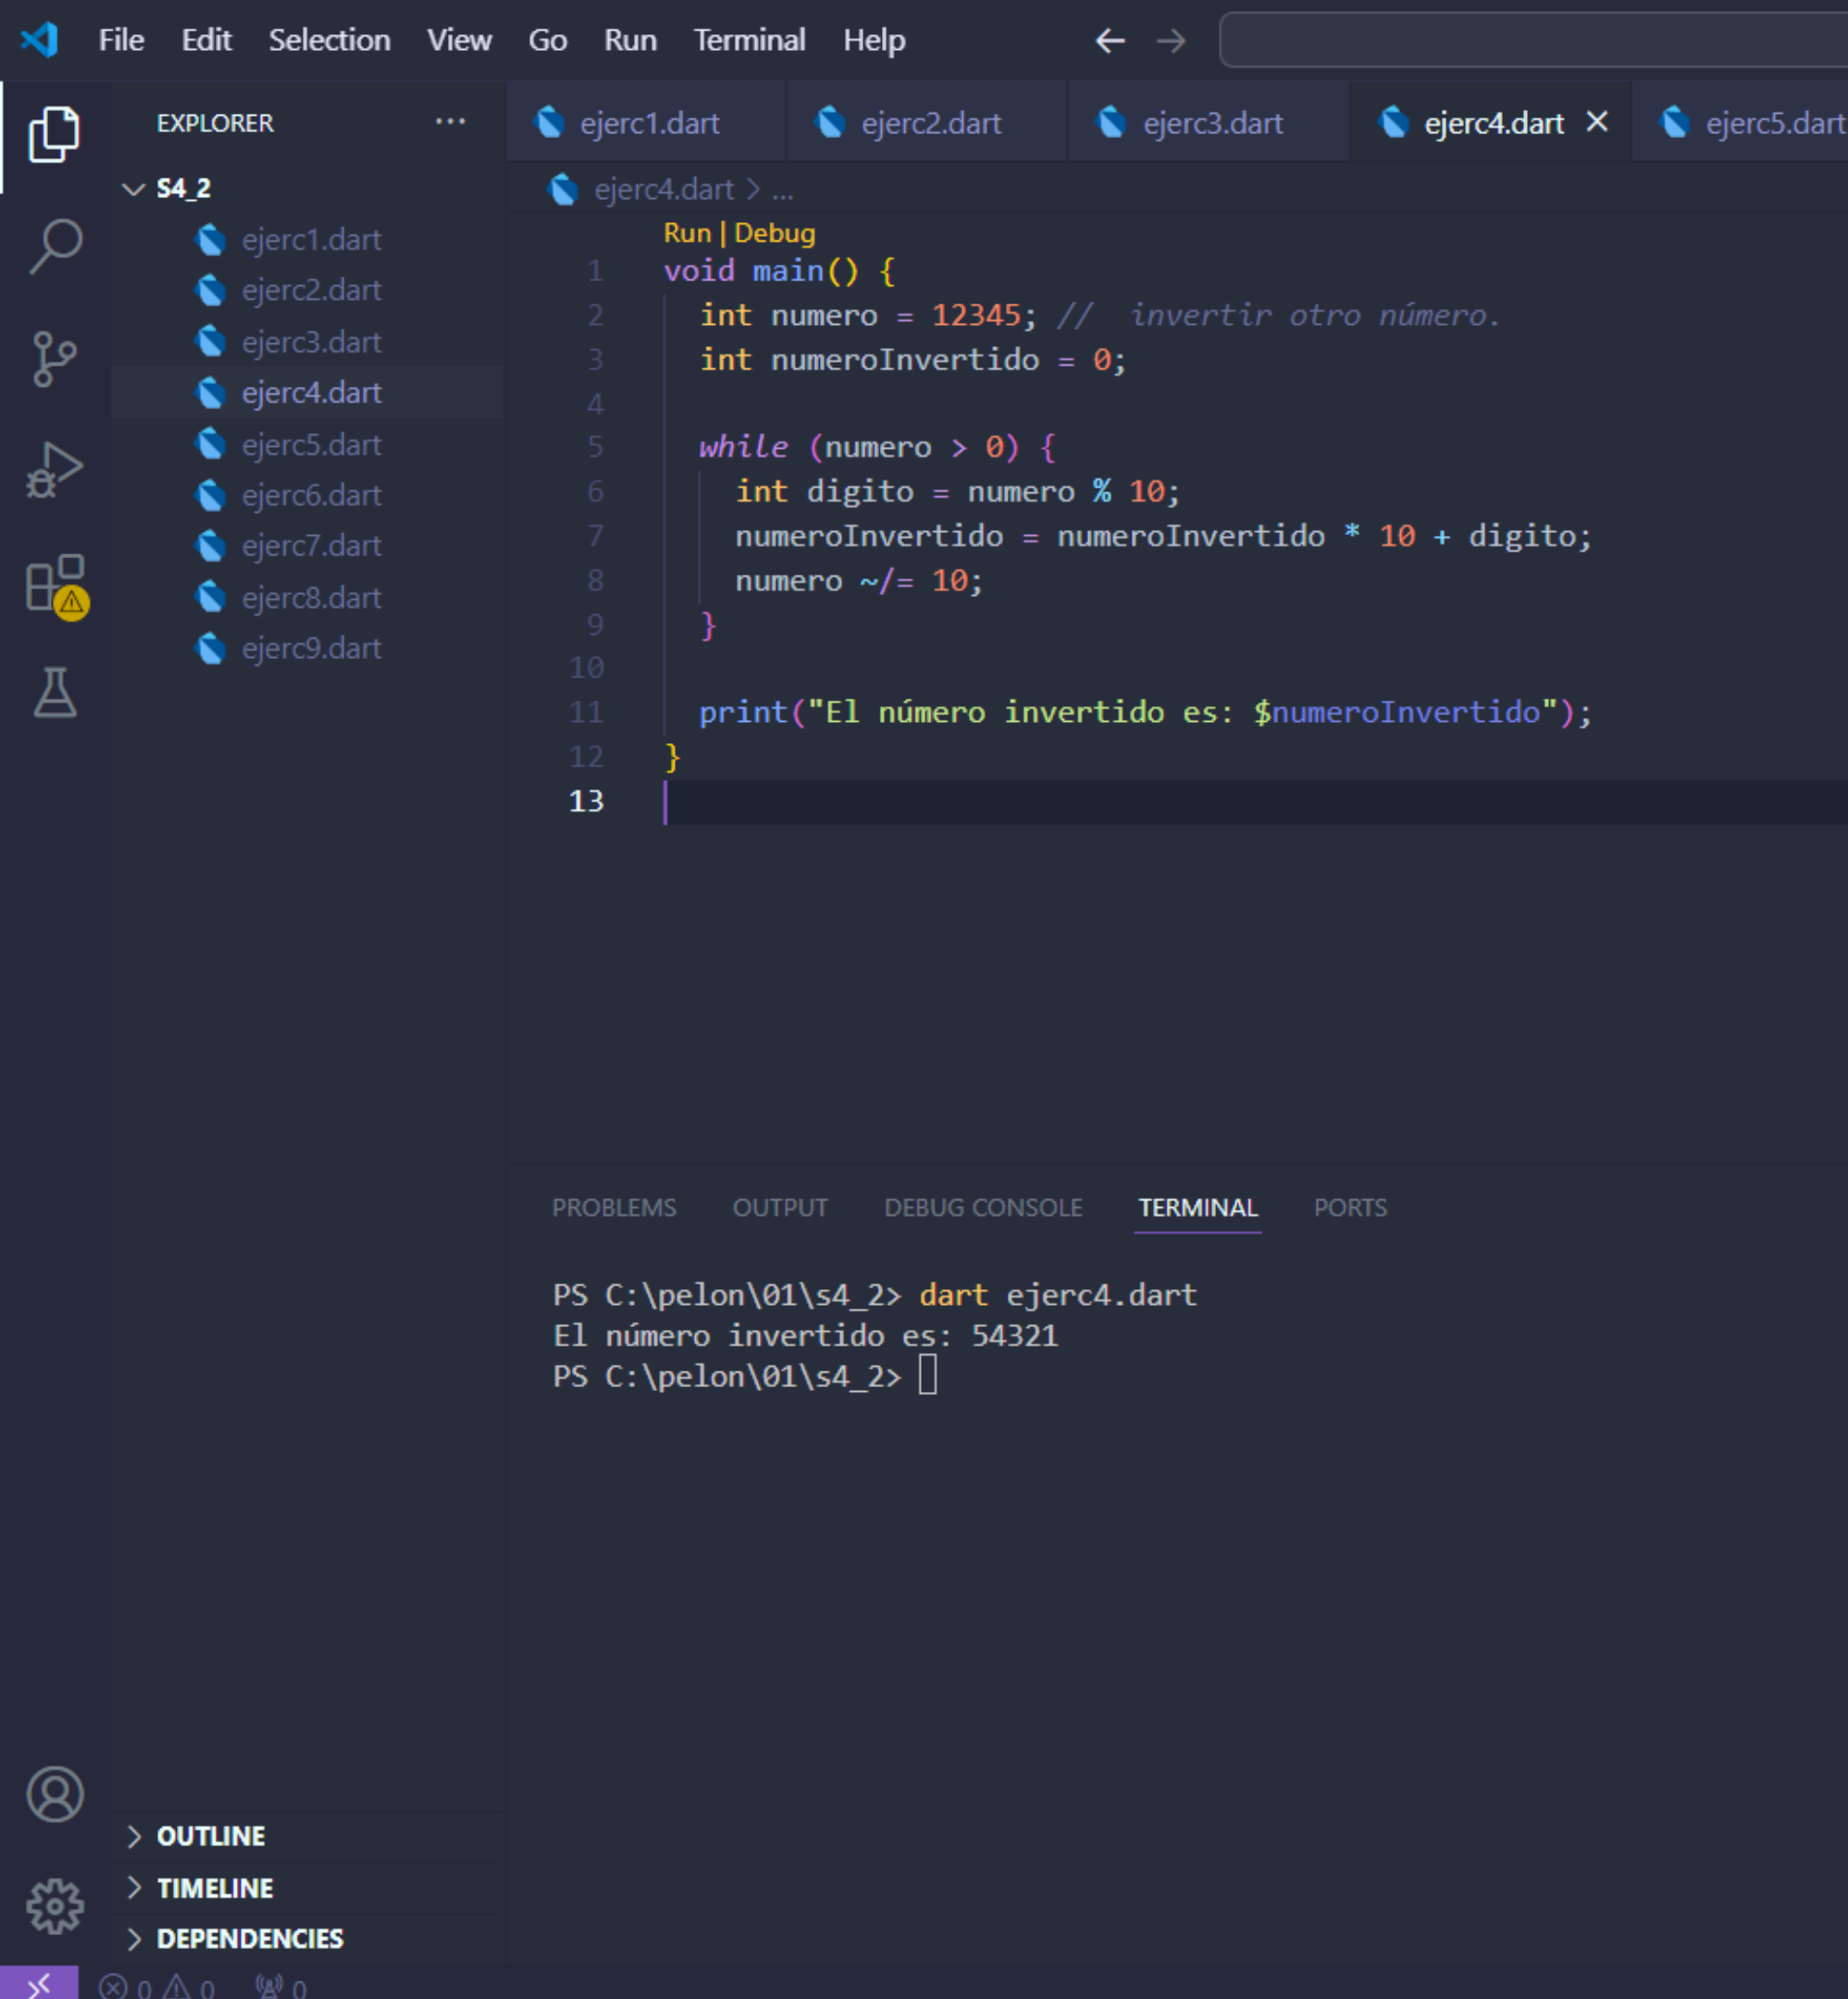 File Edit Selection View Go Run Terminal Help
EXPLORER ...
ejerc1.dart ejerc2.dart ejerc3.dart ejerc4.dart ejerc5.dart
S4_2
ejerc1.dart
ejerc2.dart
ejerc3.dart
ejerc4.dart
ejerc5.dart
ejerc6.dart
ejerc7.dart
ejerc8.dart
ejerc9.dart
ejerc4.dart > ...
Run | Debug
1 void main() {
2 int numero = 12345; //  invertir otro número.
3 int numeroInvertido = 0;
4
5 while (numero > 0) {
6 int digito = numero % 10;
7 numeroInvertido = numeroInvertido * 10 + digito;
8 numero ~/= 10;
9 }
10
11 print("El número invertido es: $numeroInvertido");
12 }
13
PROBLEMS OUTPUT DEBUG CONSOLE TERMINAL PORTS
PS C:\pelon\01\s4_2> dart ejerc4.dart
El número invertido es: 54321
PS C:\pelon\01\s4_2>
OUTLINE
TIMELINE
DEPENDENCIES
0 0 0